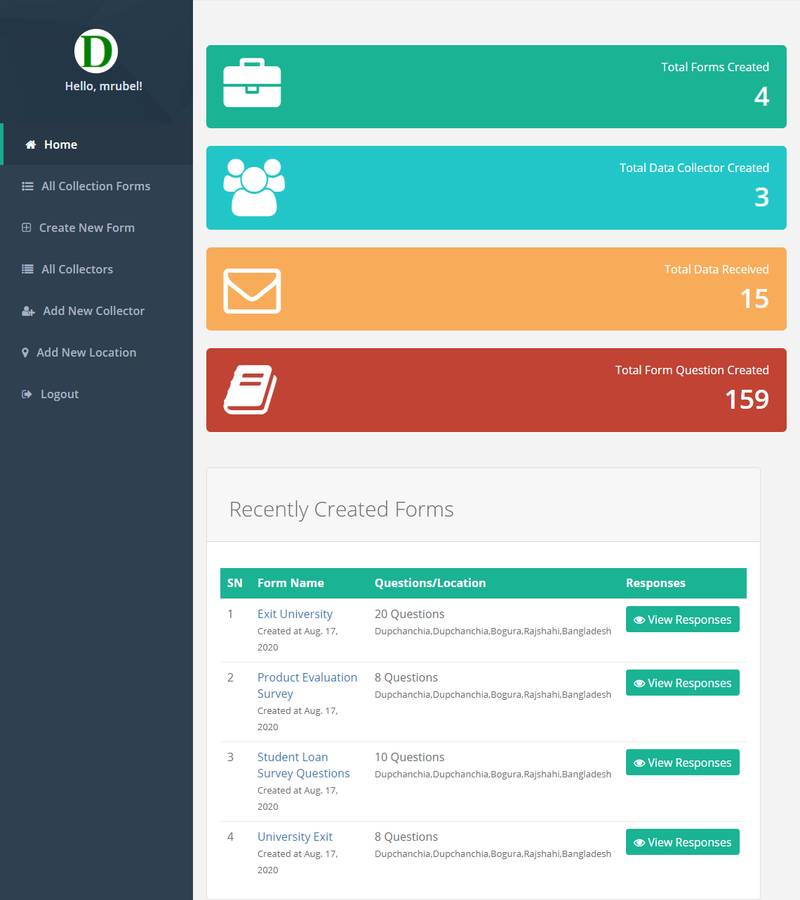 D
Hello, mrubel!
Home
All Collection Forms
Create New Form
All Collectors
Add New Collector
Add New Location
Logout
Total Forms Created
4
Total Data Collector Created
3
Total Data Received
15
Total Form Question Created
159
Recently Created Forms
SN Form Name Questions/Location Responses
1 Exit University 20 Questions View Responses
Created at Aug. 17, Dupchanchia,Dupchanchia,Bogura,Rajshahi,Bangladesh
2020
2 Product Evaluation 8 Questions View Responses
Survey Dupchanchia,Dupchanchia,Bogura,Rajshahi,Bangladesh
Created at Aug. 17,
2020
3 Student Loan 10 Questions View Responses
Survey Questions Dupchanchia,Dupchanchia,Bogura,Rajshahi,Bangladesh
Created at Aug. 17,
2020
4 University Exit 8 Questions View Responses
Created at Aug. 17, Dupchanchia,Dupchanchia,Bogura,Rajshahi,Bangladesh
2020